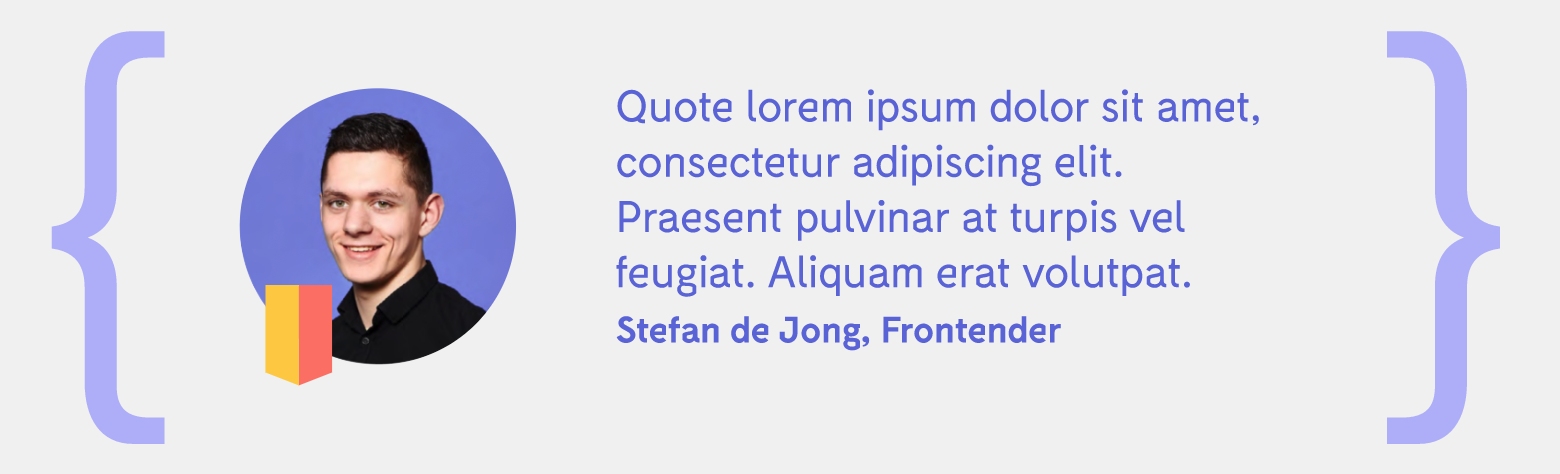 Quote lorem ipsum dolor sit amet,
consectetur adipiscing elit.
Praesent pulvinar at turpis vel
feugiat. Aliquam erat volutpat.
Stefan de Jong, Frontender